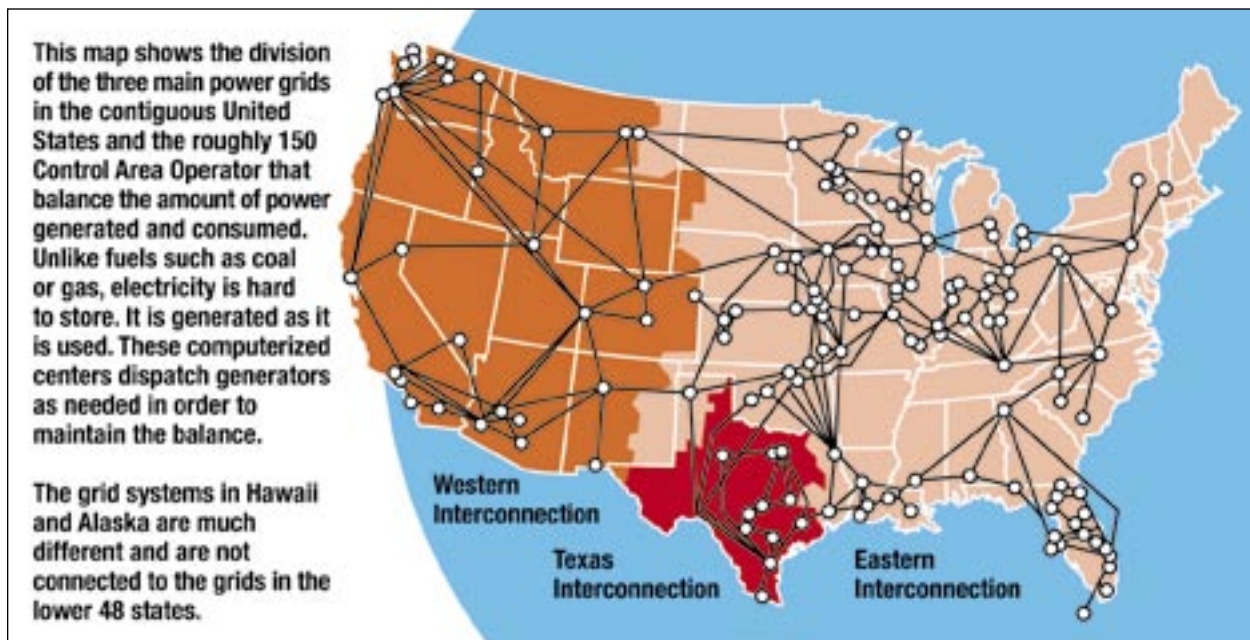 This map shows the division
of the three main power grids
in the contiguous United
States and the roughly 150
Control Area Operator that
balance the amount of power
generated and consumed.
Unlike fuels such as coal
or gas, electricity is hard
to store. It is generated as it
is used. These computerized
centers dispatch generators
as needed in order to
maintain the balance.
The grid systems in Hawaii
and Alaska are much
different and are not
connected to the grids in the
lower 48 states.
Western
Interconnection
Texas
Interconnection
Eastern
Interconnection